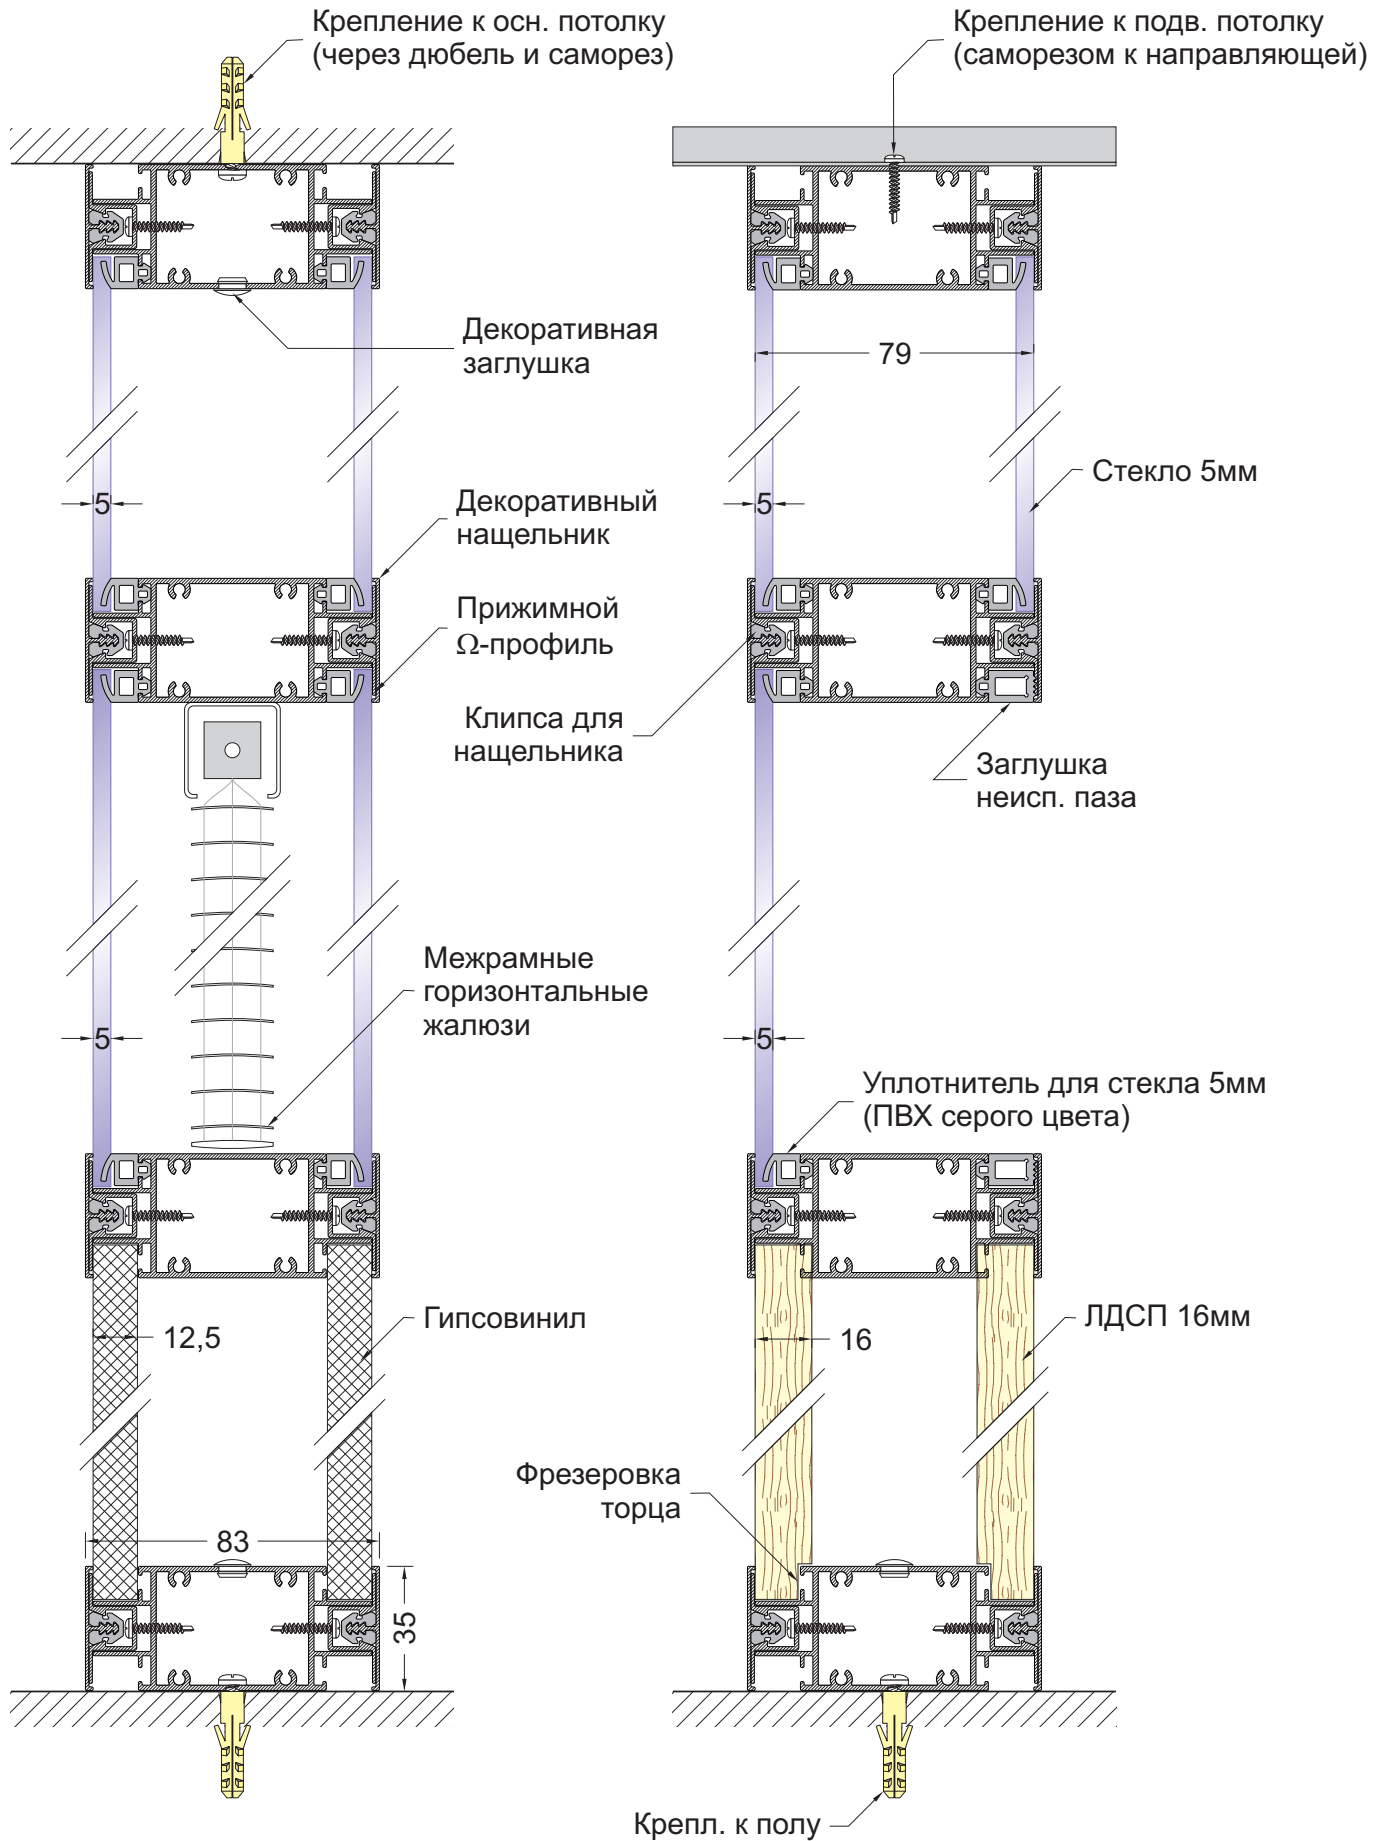 Крепление к осн. потолку
(через дюбель и саморез)
Крепление к подв. потолку
(саморезом к направляющей)
Декоративная
заглушка
79
Стекло 5мм
5
5
Декоративный
нащельник
Прижимной
Ω-профиль
Клипса для
нащельника
Заглушка
неисп. паза
Межрамные
горизонтальные
жалюзи
5
5
Уплотнитель для стекла 5мм
(ПВХ серого цвета)
Гипсовинил
12,5
ЛДСП 16мм
16
Фрезеровка
торца
83
35
Крепл. к полу